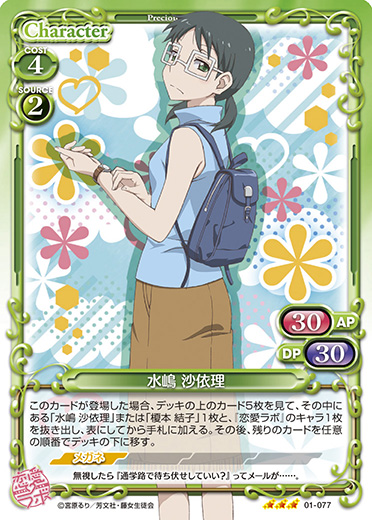 Precious
Character
COST
4
SOURCE
2
30 AP
DP 30
水嶋 沙依理
このカードが登場した場合、デッキの上のカード5枚を見て、その中に
ある「水嶋 沙依理」または「榎本 結子」1枚と、『恋愛ラボ』のキャラ1枚
を抜き出し、表にしてから手札に加える。その後、残りのカードを任意
の順番でデッキの下に移す。
メガネ
無視したら『通学路で待ち伏せしていい？』ってメールが……。
恋愛
ラボ
©宮原るり／芳文社・藤女生徒会
01-077